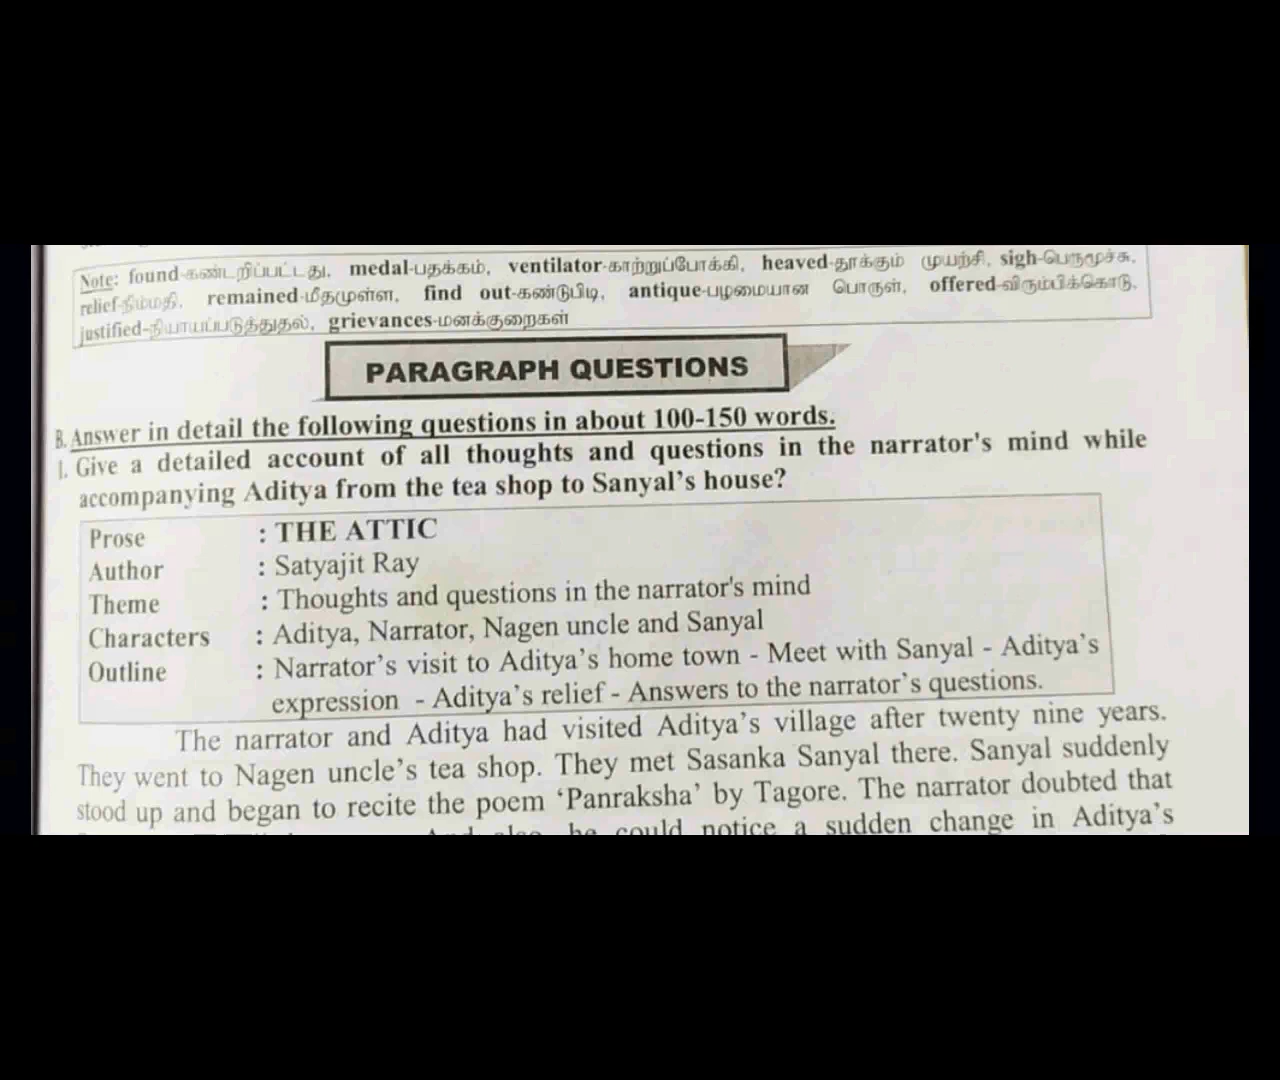 Note: found-கண்டறிப்பட்டது, medal-பதக்கம், ventilator-காற்றுப்போக்கி, heaved-தூக்கும் முயற்சி, sigh-பெருமூச்சு,
relief-நிம்மதி, remained-மீதமுள்ள, find out-கண்டுபிடி, antique-பழமையான பொருள், offered-விரும்பிக்கொடு,
justified-நியாயப்படுத்துதல், grievances-மனக்குறைகள்
PARAGRAPH QUESTIONS
B. Answer in detail the following questions in about 100-150 words.
1. Give a detailed account of all thoughts and questions in the narrator's mind while
accompanying Aditya from the tea shop to Sanyal's house?
Prose : THE ATTIC
Author : Satyajit Ray
Theme : Thoughts and questions in the narrator's mind
Characters : Aditya, Narrator, Nagen uncle and Sanyal
Outline : Narrator's visit to Aditya's home town - Meet with Sanyal - Aditya's
expression - Aditya's relief - Answers to the narrator's questions.
The narrator and Aditya had visited Aditya's village after twenty nine years.
They went to Nagen uncle's tea shop. They met Sasanka Sanyal there. Sanyal suddenly
stood up and began to recite the poem 'Panraksha' by Tagore. The narrator doubted that
And also he could notice a sudden change in Aditya's